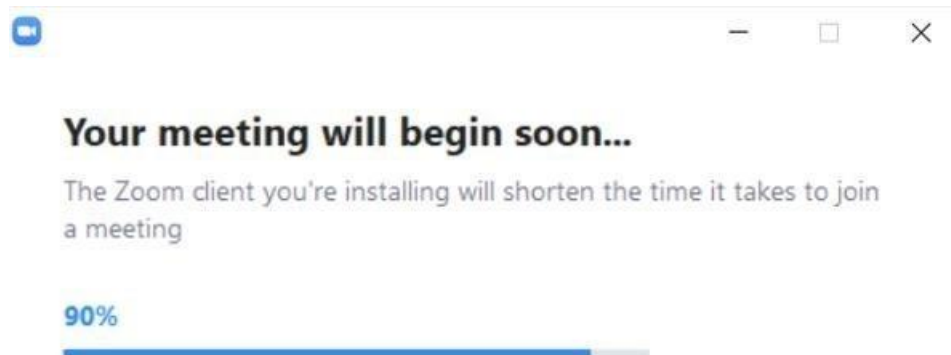 Your meeting will begin soon...
The Zoom client you're installing will shorten the time it takes to join
a meeting
90%